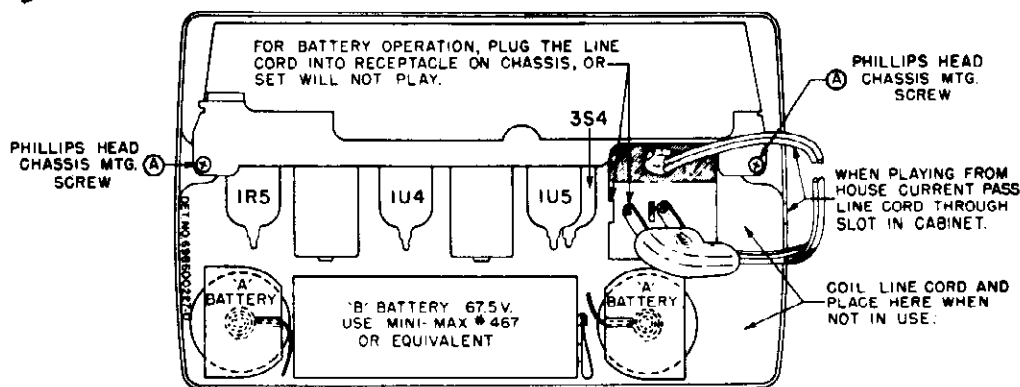 FOR BATTERY OPERATION, PLUG THE LINE
CORD INTO RECEPTACLE ON CHASSIS, OR
SET WILL NOT PLAY.
PHILLIPS HEAD
Ⓐ CHASSIS MTG.
SCREW
3S4
PHILLIPS HEAD
CHASSIS MTG. Ⓐ
SCREW
1R5
1U4
1U5
WHEN PLAYING FROM
HOUSE CURRENT PASS
LINE CORD THROUGH
SLOT IN CABINET.
'A'
BATTERY
'B' BATTERY 67.5 V.
USE MINI-MAX #467
OR EQUIVALENT
'A'
BATTERY
COIL LINE CORD AND
PLACE HERE WHEN
NOT IN USE.